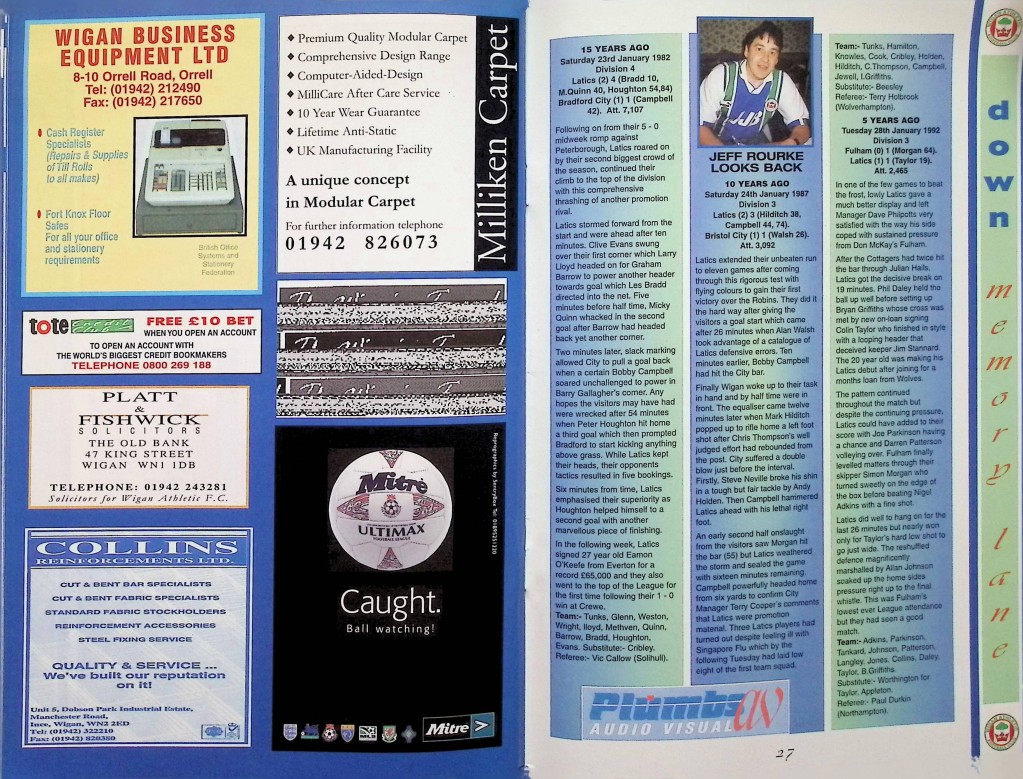 WIGAN BUSINESS
EQUIPMENT LTD
8-10 Orrell Road, Orrell
Tel: (01942) 212490
Fax: (01942) 217650
Cash Register
Specialists
(Repairs & Supplies
of Till Rolls
to all makes)
Fort Knox Floor
Safes
For all your office
and stationery
requirements
British Office
Systems and
Stationery
Federation
tote
FREE £10 BET
WHEN YOU OPEN AN ACCOUNT
TO OPEN AN ACCOUNT WITH
THE WORLD'S BIGGEST CREDIT BOOKMAKERS
TELEPHONE 0800 269 188
PLATT
&
FISHWICK
SOLICITORS
THE OLD BANK
47 KING STREET
WIGAN WN1 1DB
TELEPHONE: 01942 243281
Solicitors for Wigan Athletic F.C.
COLLINS
REINFORCEMENTS LTD.
CUT & BENT BAR SPECIALISTS
CUT & BENT FABRIC SPECIALISTS
STANDARD FABRIC STOCKHOLDERS
REINFORCEMENT ACCESSORIES
STEEL FIXING SERVICE
QUALITY & SERVICE ...
We've built our reputation
on it!
Unit 5, Dobson Park Industrial Estate,
Manchester Road,
Ince, Wigan, WN2 2ED
Tel: (01942) 322210
Fax: (01942) 820380
❖ Premium Quality Modular Carpet
❖ Comprehensive Design Range
❖ Computer-Aided-Design
❖ MilliCare After Care Service
❖ 10 Year Wear Guarantee
❖ Lifetime Anti-Static
❖ UK Manufacturing Facility
A unique concept
in Modular Carpet
For further information telephone
01942 826073
Milliken Carpet
Mitre
ULTIMAX
Caught.
Ball watching!
Mitre
15 YEARS AGO
Saturday 23rd January 1982
Division 4
Latics (2) 4 (Bradd 10,
M.Quinn 40, Houghton 54,84)
Bradford City (1) 1 (Campbell
42). Att. 7,107
Following on from their 5 - 0
midweek romp against
Peterborough, Latics roared on
by their second biggest crowd of
the season, continued their
climb to the top of the division
with this comprehensive
thrashing of another promotion
rival.
Latics stormed forward from the
start and were ahead after ten
minutes. Clive Evans swung
over their first corner which Larry
Lloyd headed on for Graham
Barrow to power another header
towards goal which Les Bradd
directed into the net. Five
minutes before half time, Micky
Quinn whacked in the second
goal after Barrow had headed
back yet another corner.
Two minutes later, slack marking
allowed City to pull a goal back
when a certain Bobby Campbell
soared unchallenged to power in
Barry Gallagher's corner. Any
hopes the visitors may have had
were wrecked after 54 minutes
when Peter Houghton hit home
a third goal which then prompted
Bradford to start kicking anything
above grass. While Latics kept
their heads, their opponents
tactics resulted in five bookings.
Six minutes from time, Latics
emphasised their superiority as
Houghton helped himself to a
second goal with another
marvellous piece of finishing.
In the following week, Latics
signed 27 year old Eamon
O'Keefe from Everton for a
record £65,000 and they also
went to the top of the League for
the first time following their 1 - 0
win at Crewe.
Team:- Tunks, Glenn, Weston,
Wright, lloyd, Methven, Quinn,
Barrow, Bradd, Houghton,
Evans. Substitute:- Cribley.
Referee:- Vic Callow (Solihull).
JJB
JEFF ROURKE
LOOKS BACK
10 YEARS AGO
Saturday 24th January 1987
Division 3
Latics (2) 3 (Hilditch 38,
Campbell 44, 74).
Bristol City (1) 1 (Walsh 26).
Att. 3,092
Latics extended their unbeaten run
to eleven games after coming
through this rigorous test with
flying colours to gain their first
victory over the Robins. They did it
the hard way after giving the
visitors a goal start which came
after 26 minutes when Alan Walsh
took advantage of a catalogue of
Latics defensive errors. Ten
minutes earlier, Bobby Campbell
had hit the City bar.
Finally Wigan woke up to their task
in hand and by half time were in
front. The equaliser came twelve
minutes later when Mark Hilditch
popped up to rifle home a left foot
shot after Chris Thompson's well
judged effort had rebounded from
the post. City suffered a double
blow just before the interval.
Firstly, Steve Neville broke his shin
in a tough but fair tackle by Andy
Holden. Then Campbell hammered
Latics ahead with his lethal right
foot.
An early second half onslaught
from the visitors saw Morgan hit
the bar (55) but Latics weathered
the storm and sealed the game
with sixteen minutes remaining.
Campbell powerfully headed home
from six yards to confirm City
Manager Terry Cooper's comments
that Latics were promotion
material. Three Latics players had
turned out despite feeling ill with
Singapore Flu which by the
following Tuesday had laid low
eight of the first team squad.
Plumbs av
AUDIO VISUAL
Team:- Tunks, Hamilton,
Knowles, Cook, Cribley, Holden,
Hilditch, C.Thompson, Campbell,
Jewell, I.Griffiths.
Substitute:- Beesley
Referee:- Terry Holbrook
(Wolverhampton).
5 YEARS AGO
Tuesday 28th January 1992
Division 3
Fulham (0) 1 (Morgan 64).
Latics (1) 1 (Taylor 19).
Att. 2,465
In one of the few games to beat
the frost, lowly Latics gave a
much better display and left
Manager Dave Philpotts very
satisfied with the way his side
coped with sustained pressure
from Don McKay's Fulham.
After the Cottagers had twice hit
the bar through Julian Hails,
Latics got the decisive break on
19 minutes. Phil Daley held the
ball up well before setting up
Bryan Griffiths whose cross was
met by new on-loan signing
Colin Taylor who finished in style
with a looping header that
deceived keeper Jim Stannard.
The 20 year old was making his
Latics debut after joining for a
months loan from Wolves.
The pattern continued
throughout the match but
despite the continuing pressure,
Latics could have added to their
score with Joe Parkinson having
a chance and Darren Patterson
volleying over. Fulham finally
levelled matters through their
skipper Simon Morgan who
turned sweetly on the edge of
the box before beating Nigel
Adkins with a fine shot.
Latics did well to hang on for the
last 26 minutes but nearly won
only for Taylor's hard low shot to
go just wide. The reshuffled
defence magnificently
marshalled by Allan Johnson
soaked up the home sides
pressure right up to the final
whistle. This was Fulham's
lowest ever League attendance
but they had seen a good
match.
Team:- Adkins, Parkinson,
Tankard, Johnson, Patterson,
Langley, Jones, Collins, Daley,
Taylor, B.Griffiths.
Substitute:- Worthington for
Taylor, Appleton.
Referee:- Paul Durkin
(Northampton).
down
memory lane
27